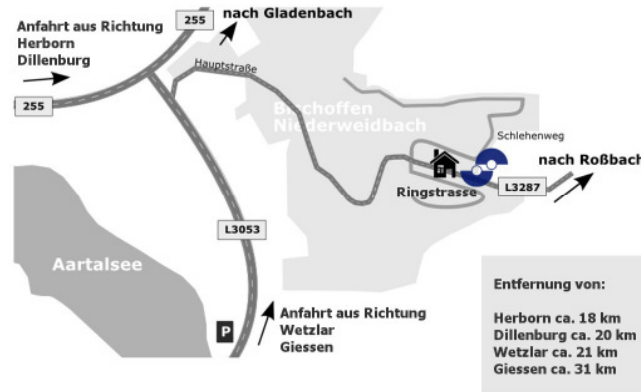 255
nach Gladenbach
Anfahrt aus Richtung
Herborn
Dillenburg
255
Hauptstraße
Bischoffen
Niederweidbach
Schlehenweg
nach Roßbach
Ringstrasse
L3287
L3053
Aartalsee
P
Anfahrt aus Richtung
Wetzlar
Giessen
Entfernung von:
Herborn ca. 18 km
Dillenburg ca. 20 km
Wetzlar ca. 21 km
Giessen ca. 31 km